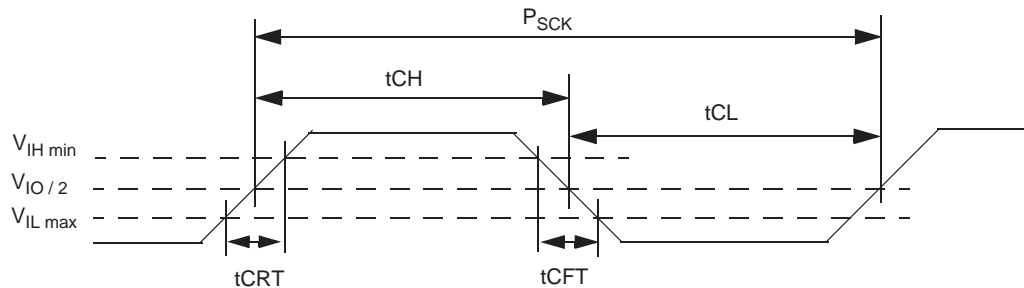 PSCK
tCH
tCL
VIH min
VIO / 2
VIL max
tCRT
tCFT